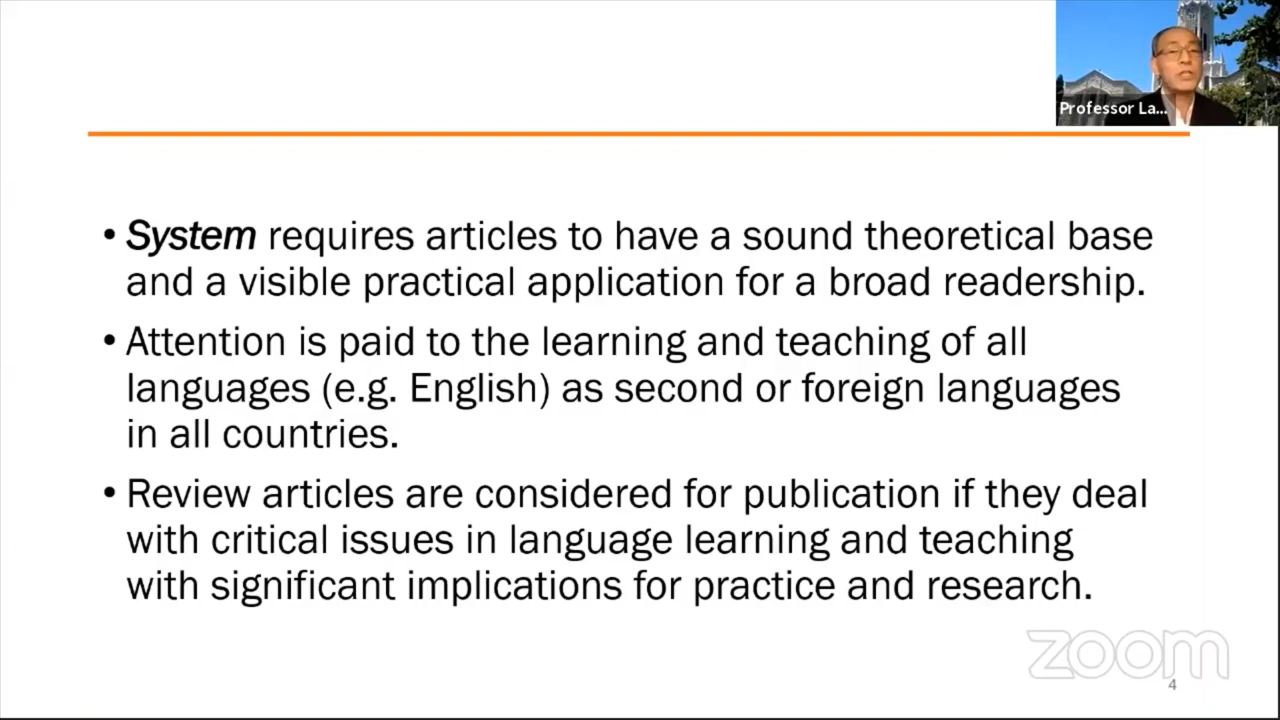 Professor La...
• System requires articles to have a sound theoretical base
and a visible practical application for a broad readership.
• Attention is paid to the learning and teaching of all
languages (e.g. English) as second or foreign languages
in all countries.
• Review articles are considered for publication if they deal
with critical issues in language learning and teaching
with significant implications for practice and research.
zoom
4